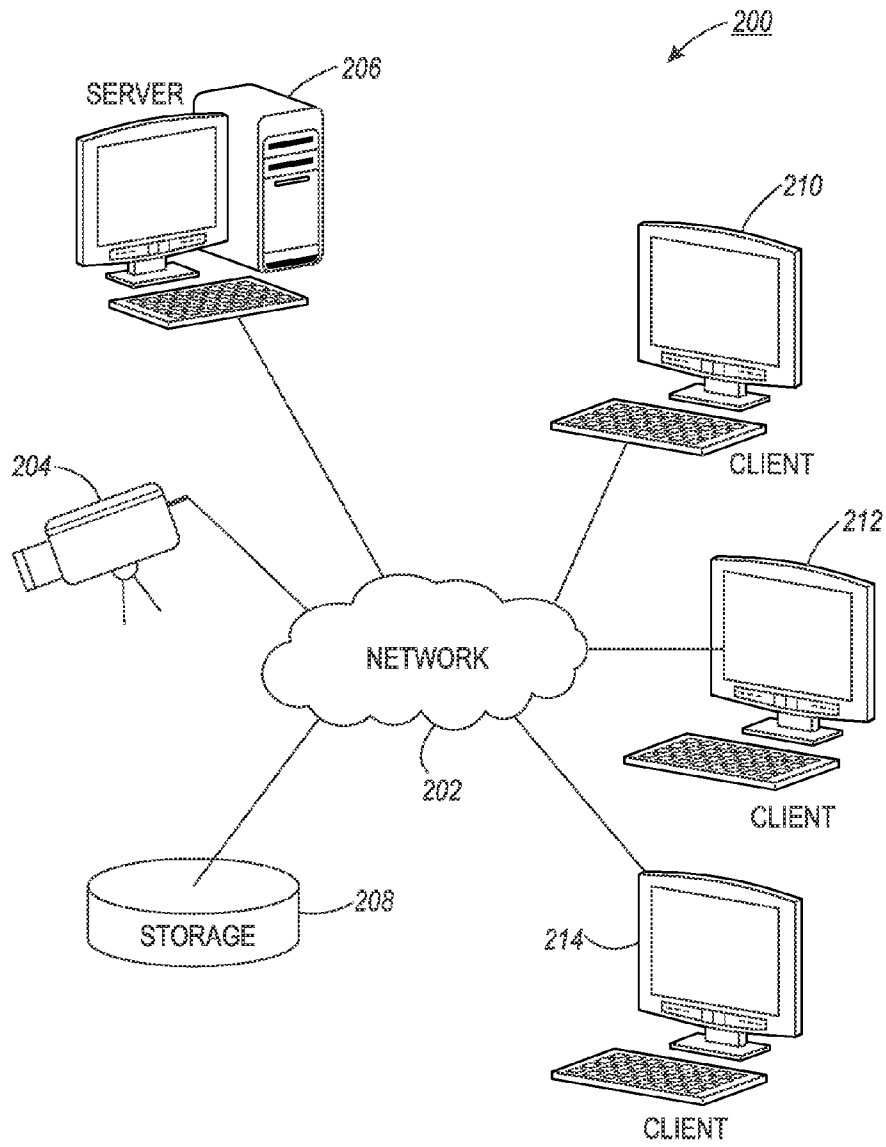 200
SERVER
206
210
CLIENT
204
212
NETWORK
202
CLIENT
208
STORAGE
214
CLIENT